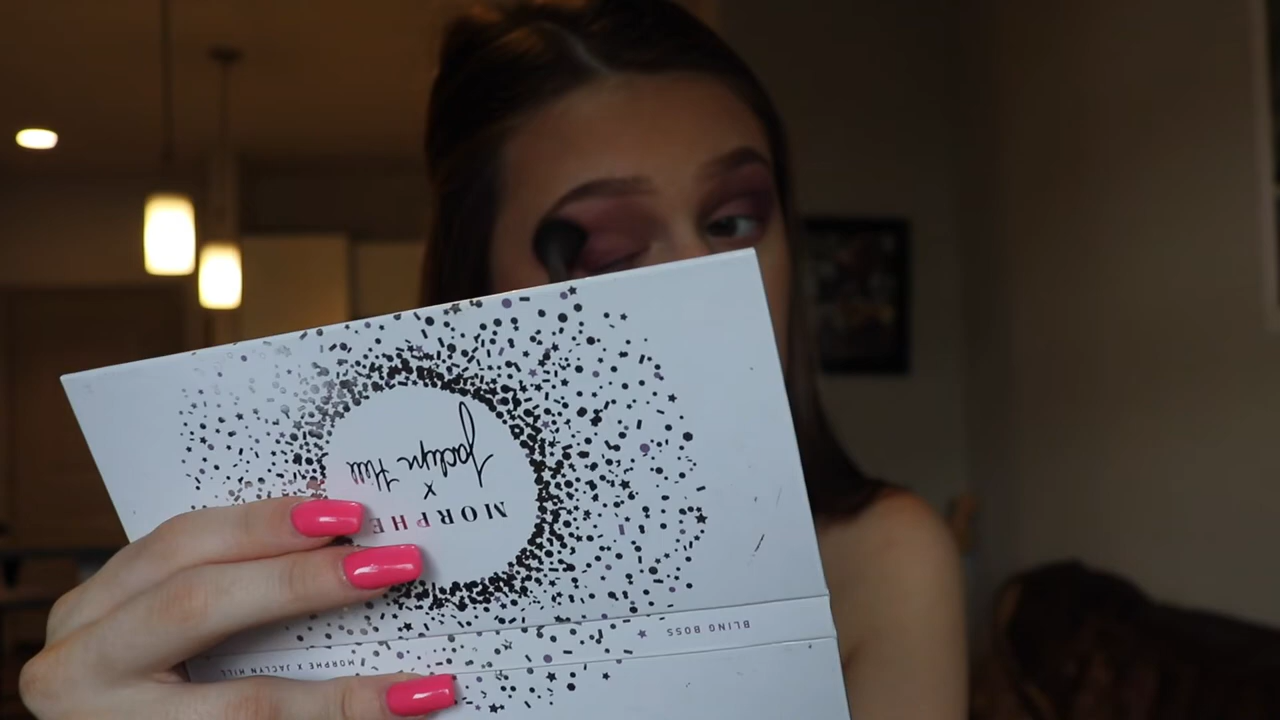 MORPHE
X
Jaclyn Hill
BLING BOSS
MORPHE X JACLYN HILL